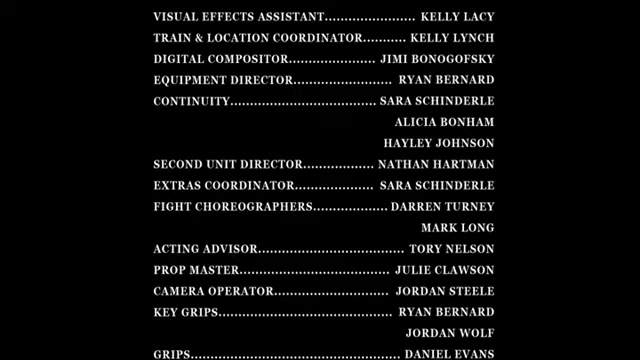 VISUAL EFFECTS ASSISTANT....................... KELLY LACY
TRAIN & LOCATION COORDINATOR........... KELLY LYNCH
DIGITAL COMPOSITOR...................... JIMI BONOGOFSKY
EQUIPMENT DIRECTOR......................... RYAN BERNARD
CONTINUITY..................................... SARA SCHINDERLE
ALICIA BONHAM
HAYLEY JOHNSON
SECOND UNIT DIRECTOR.................. NATHAN HARTMAN
EXTRAS COORDINATOR.................... SARA SCHINDERLE
FIGHT CHOREOGRAPHERS................... DARREN TURNEY
MARK LONG
ACTING ADVISOR..................................... TORY NELSON
PROP MASTER...................................... JULIE CLAWSON
CAMERA OPERATOR............................. JORDAN STEELE
KEY GRIPS............................................ RYAN BERNARD
JORDAN WOLF
GRIPS..................................................... DANIEL EVANS